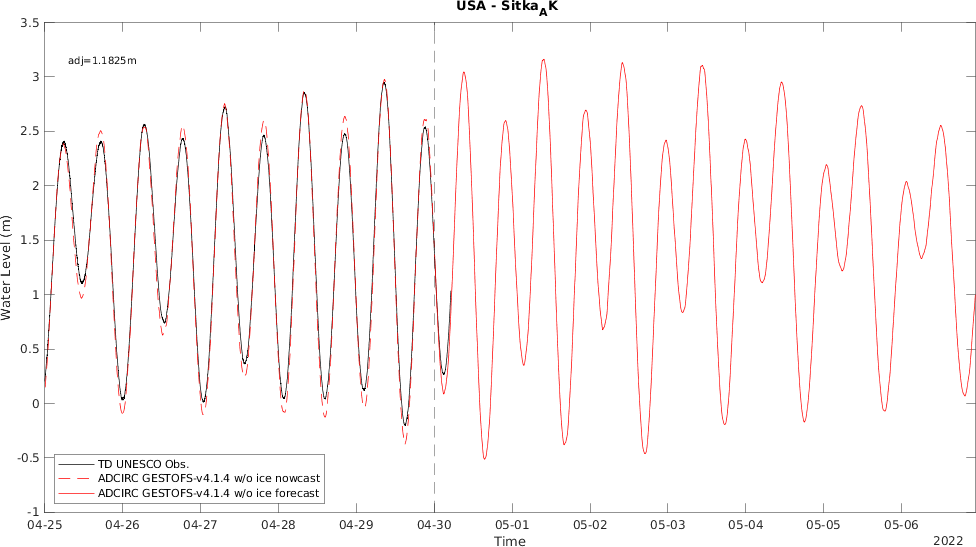 USA - Sitka_AK
adj=1.1825m
3.5
3
2.5
2
1.5
1
0.5
0
-0.5
-1
Water Level (m)
TD UNESCO Obs.
ADCIRC GESTOFS-v4.1.4 w/o ice nowcast
ADCIRC GESTOFS-v4.1.4 w/o ice forecast
04-25 04-26 04-27 04-28 04-29 04-30 05-01 05-02 05-03 05-04 05-05 05-06
Time
2022